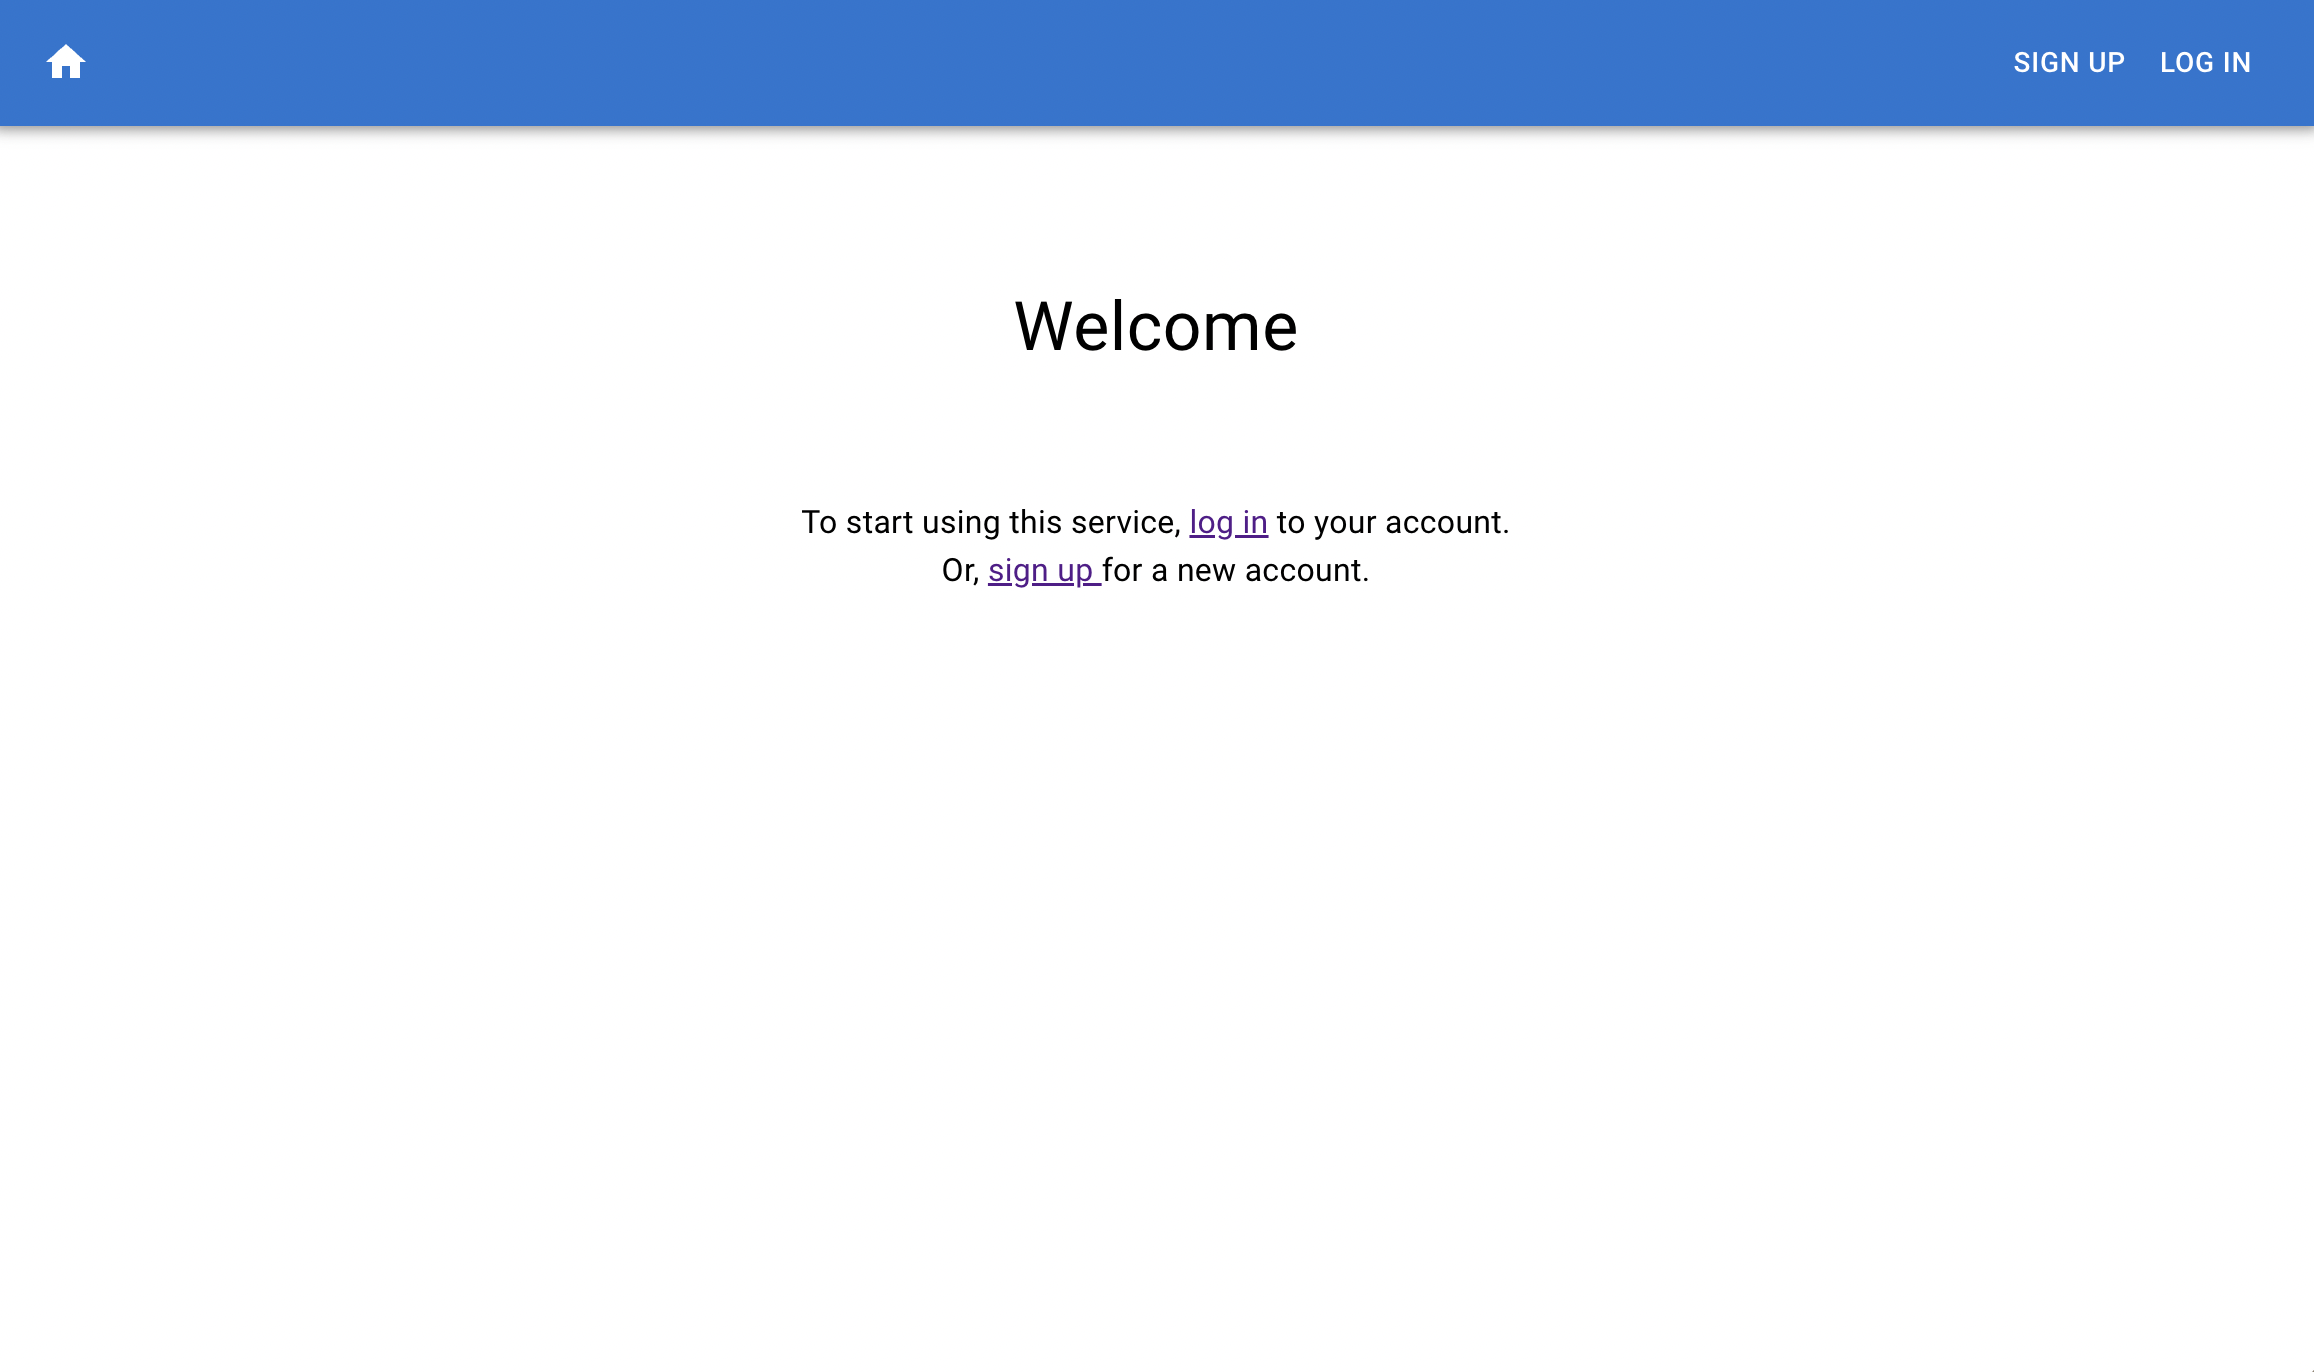 SIGN UP LOG IN
Welcome
To start using this service, log in to your account.
Or, sign up for a new account.